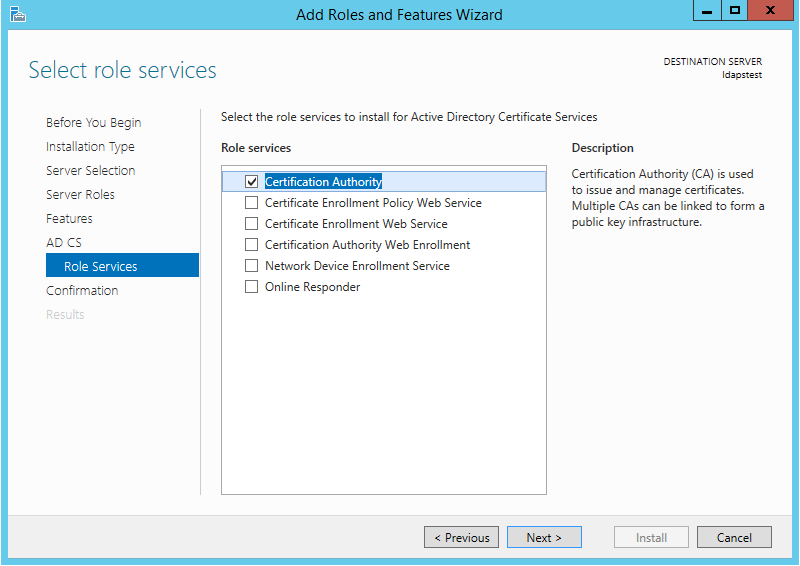 Add Roles and Features Wizard
Select role services
DESTINATION SERVER
ldapstest
Before You Begin
Installation Type
Server Selection
Server Roles
Features
AD CS
Role Services
Confirmation
Results
Select the role services to install for Active Directory Certificate Services
Role services
Certification Authority
Certificate Enrollment Policy Web Service
Certificate Enrollment Web Service
Certification Authority Web Enrollment
Network Device Enrollment Service
Online Responder
Description
Certification Authority (CA) is used
to issue and manage certificates.
Multiple CAs can be linked to form a
public key infrastructure.
< Previous
Next >
Install
Cancel